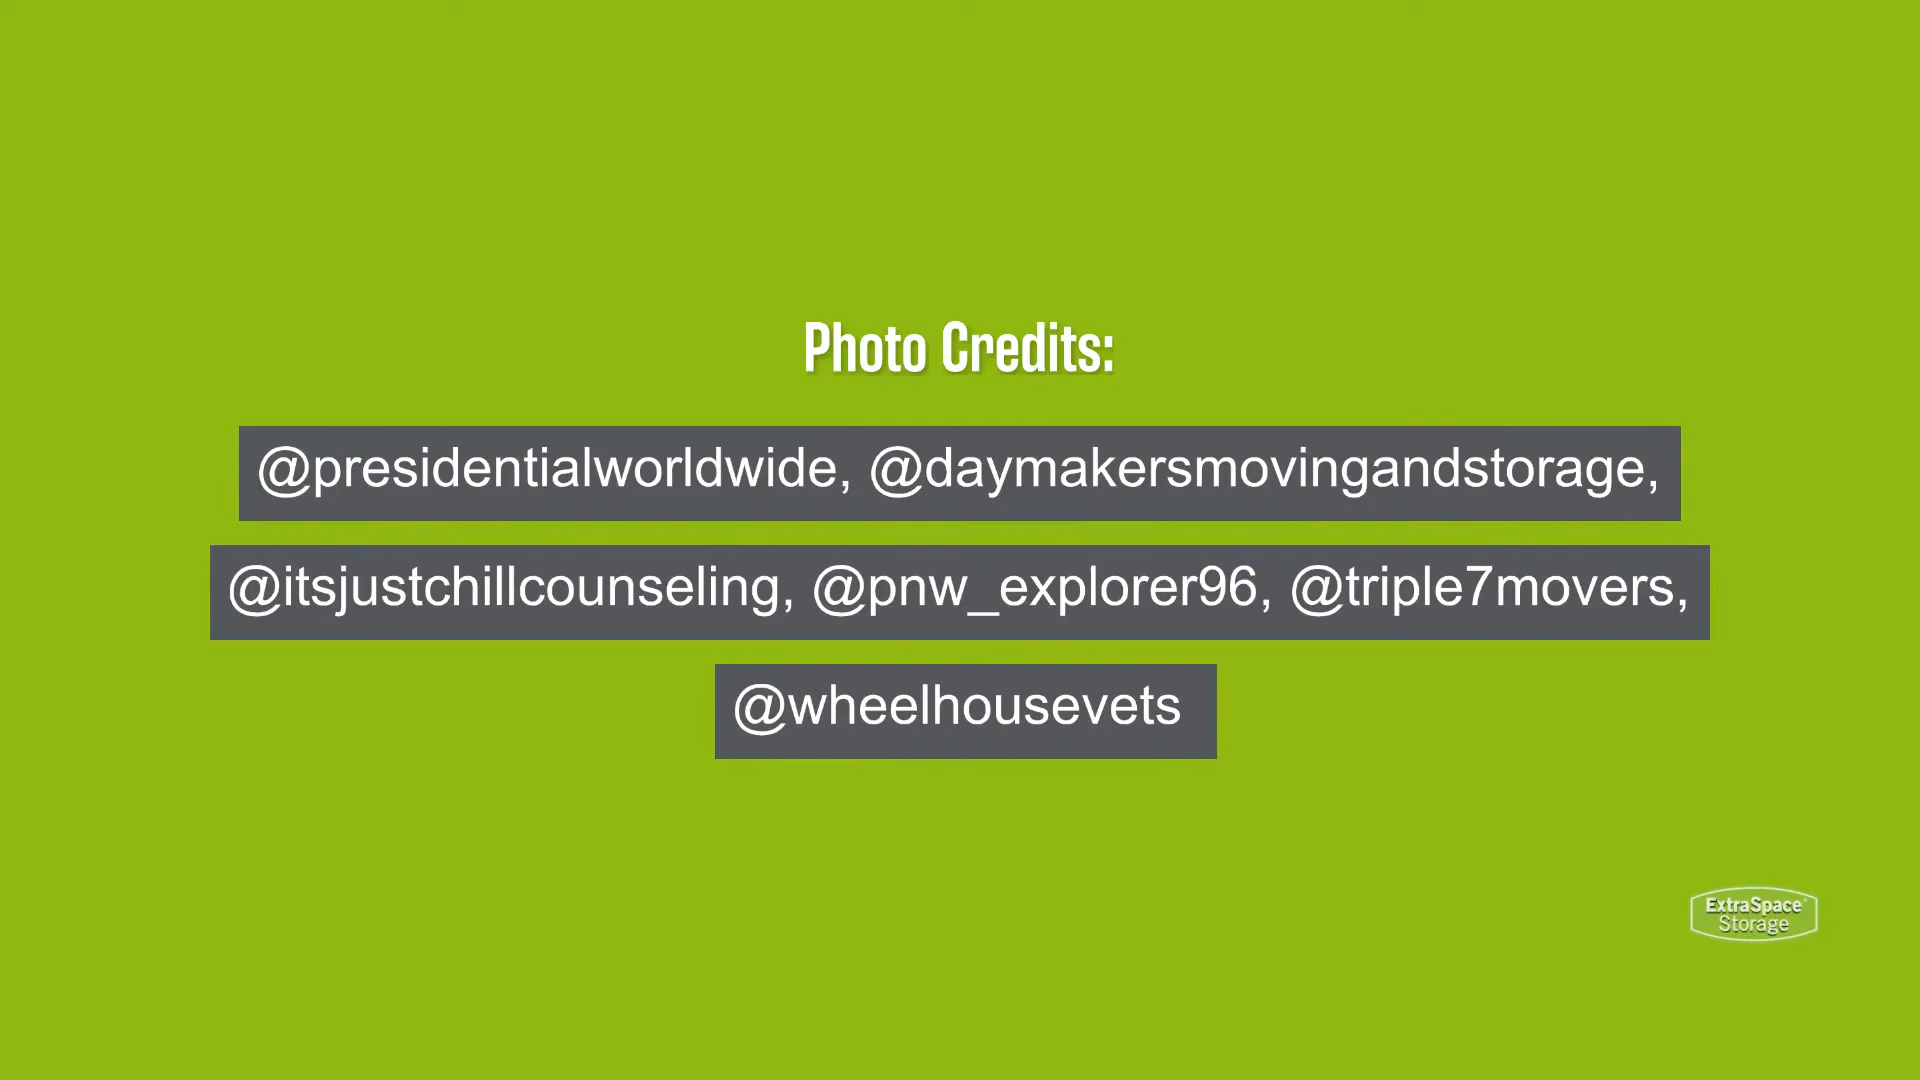 Photo Credits:
@presidentialworldwide, @daymakersmovingandstorage,
@itsjustchillcounseling, @pnw_explorer96, @triple7movers,
@wheelhousevets
ExtraSpace®
Storage